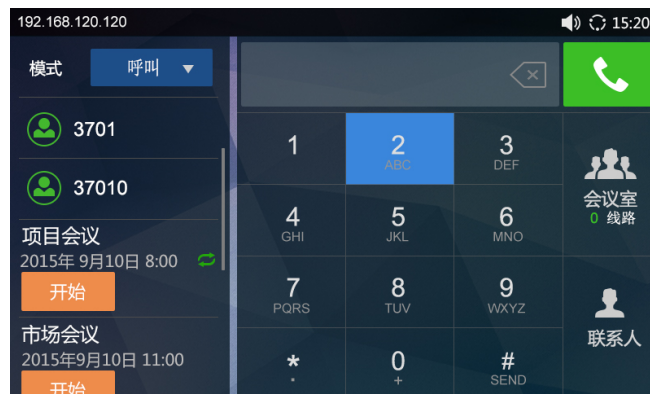 192.168.120.120
15:20
模式
呼叫
3701
37010
项目会议
2015年 9月10日 8:00
开始
市场会议
2015年9月10日 11:00
开始
1
2
ABC
3
DEF
4
GHI
5
JKL
6
MNO
7
PQRS
8
TUV
9
WXYZ
*
.
0
+
#
SEND
会议室
0 线路
联系人